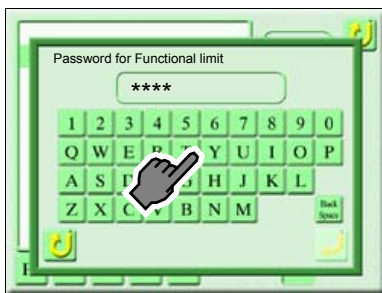 Password for Functional limit
****
1 2 3 4 5 6 7 8 9 0
Q W E R T Y U I O P
A S D G H J K L
Z X C V B N M Back
Space